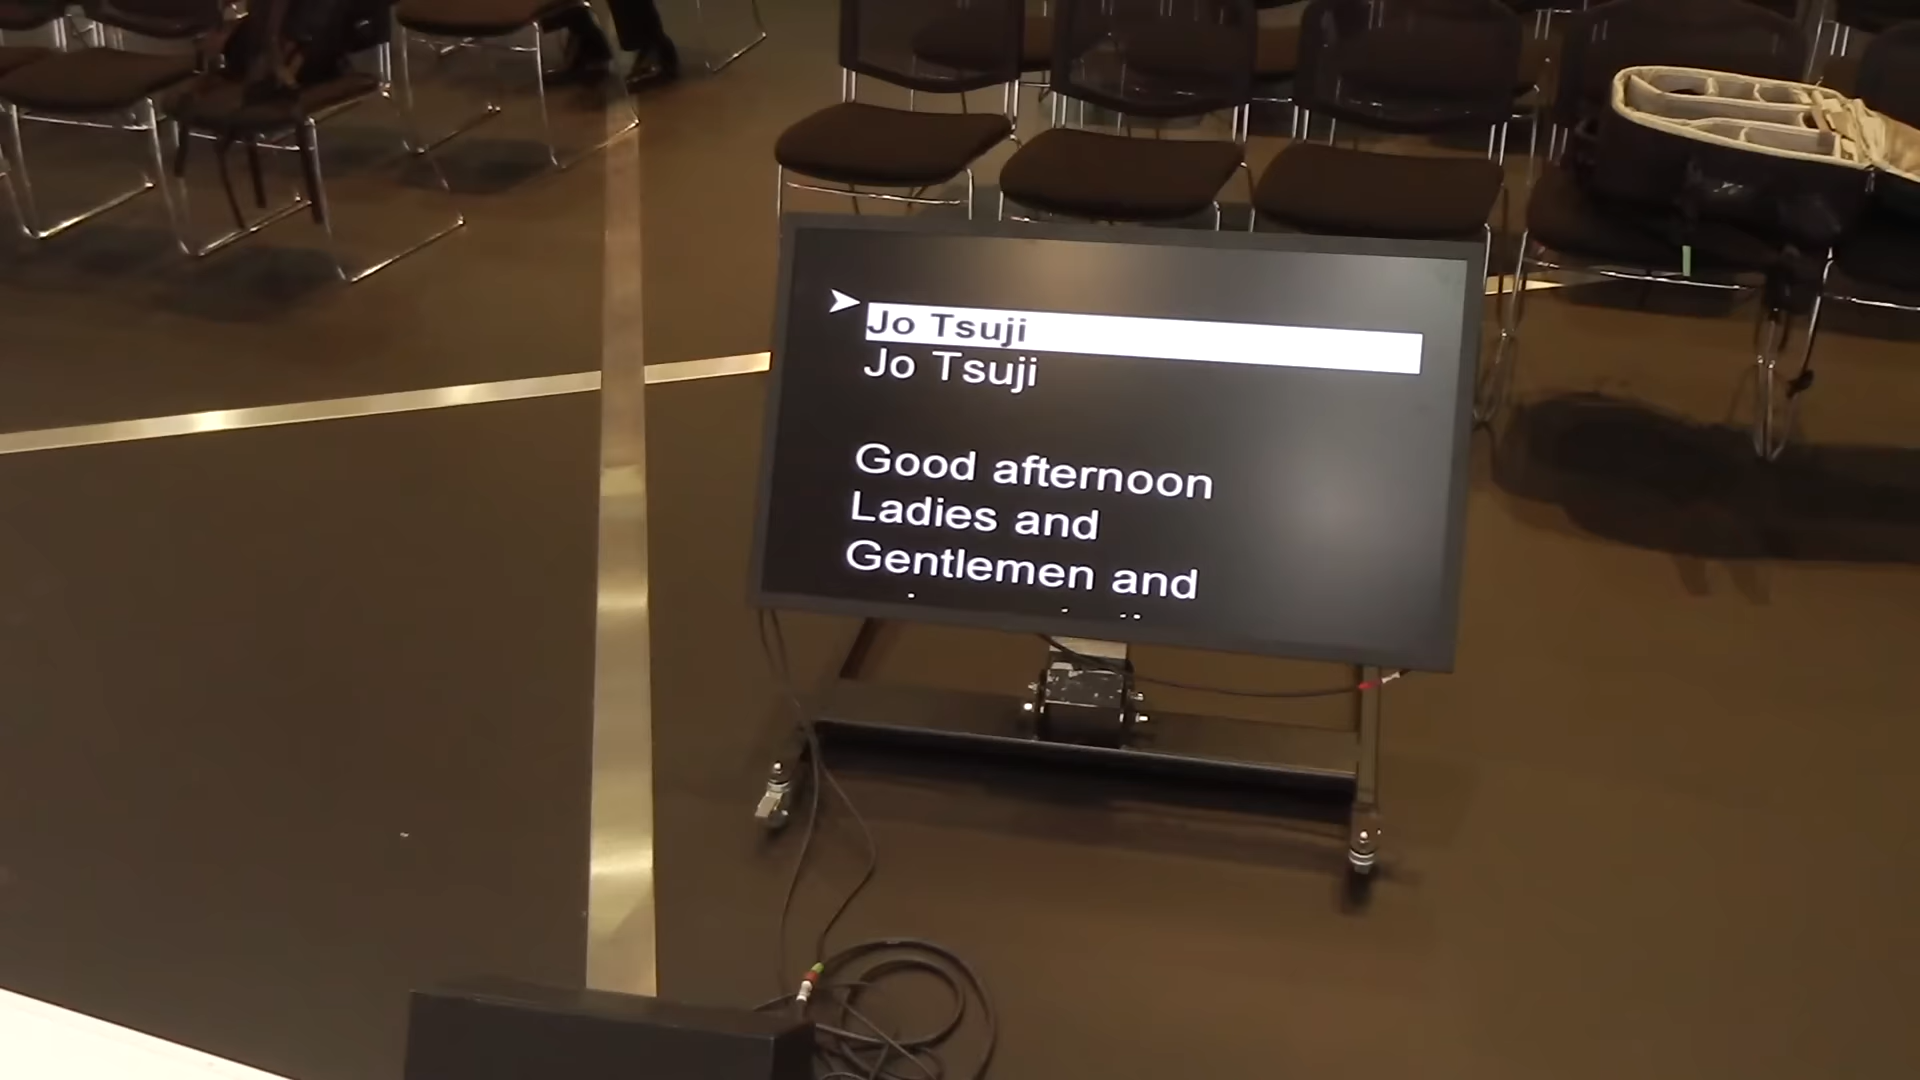 Jo Tsuji
Jo Tsuji
Good afternoon
Ladies and
Gentlemen and